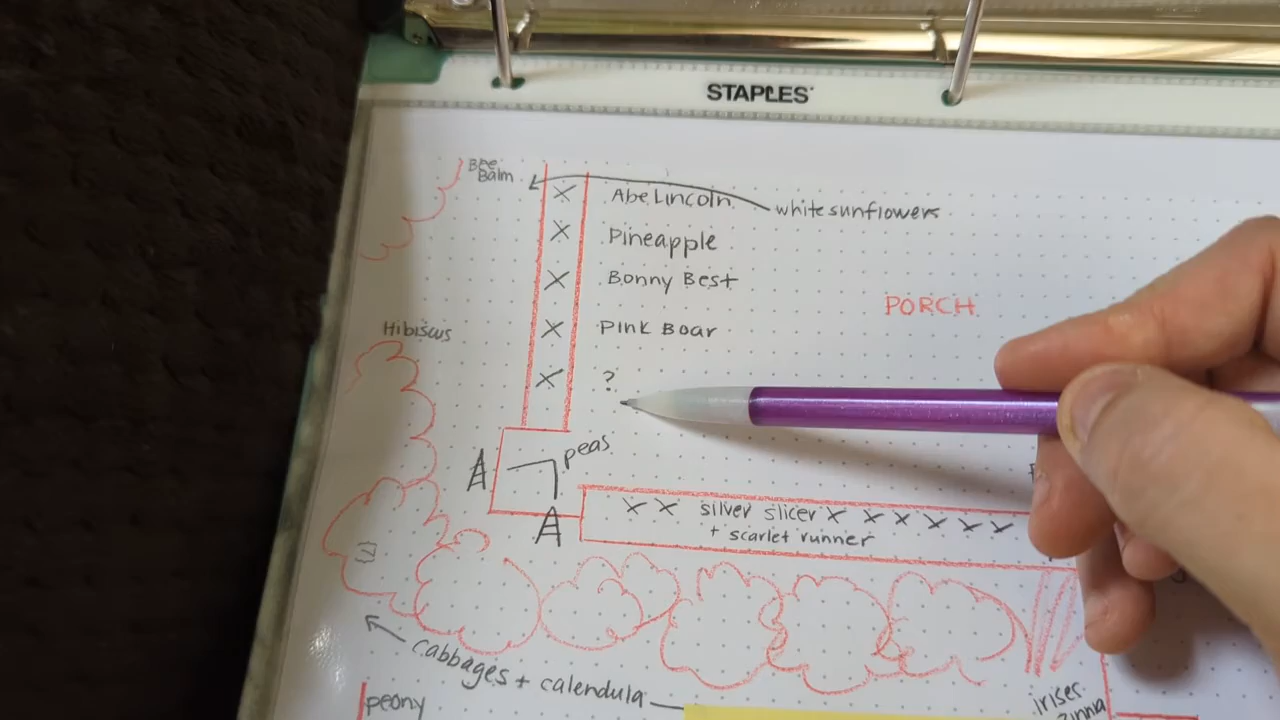 STAPLES
Bee
Balm
Abe Lincoln
white sunflowers
Pineapple
Bonny Best
PORCH
Hibiscus
Pink Boar
?
peas
silver slicer
+ scarlet runner
cabbages + calendula
peony
irises
zinnia